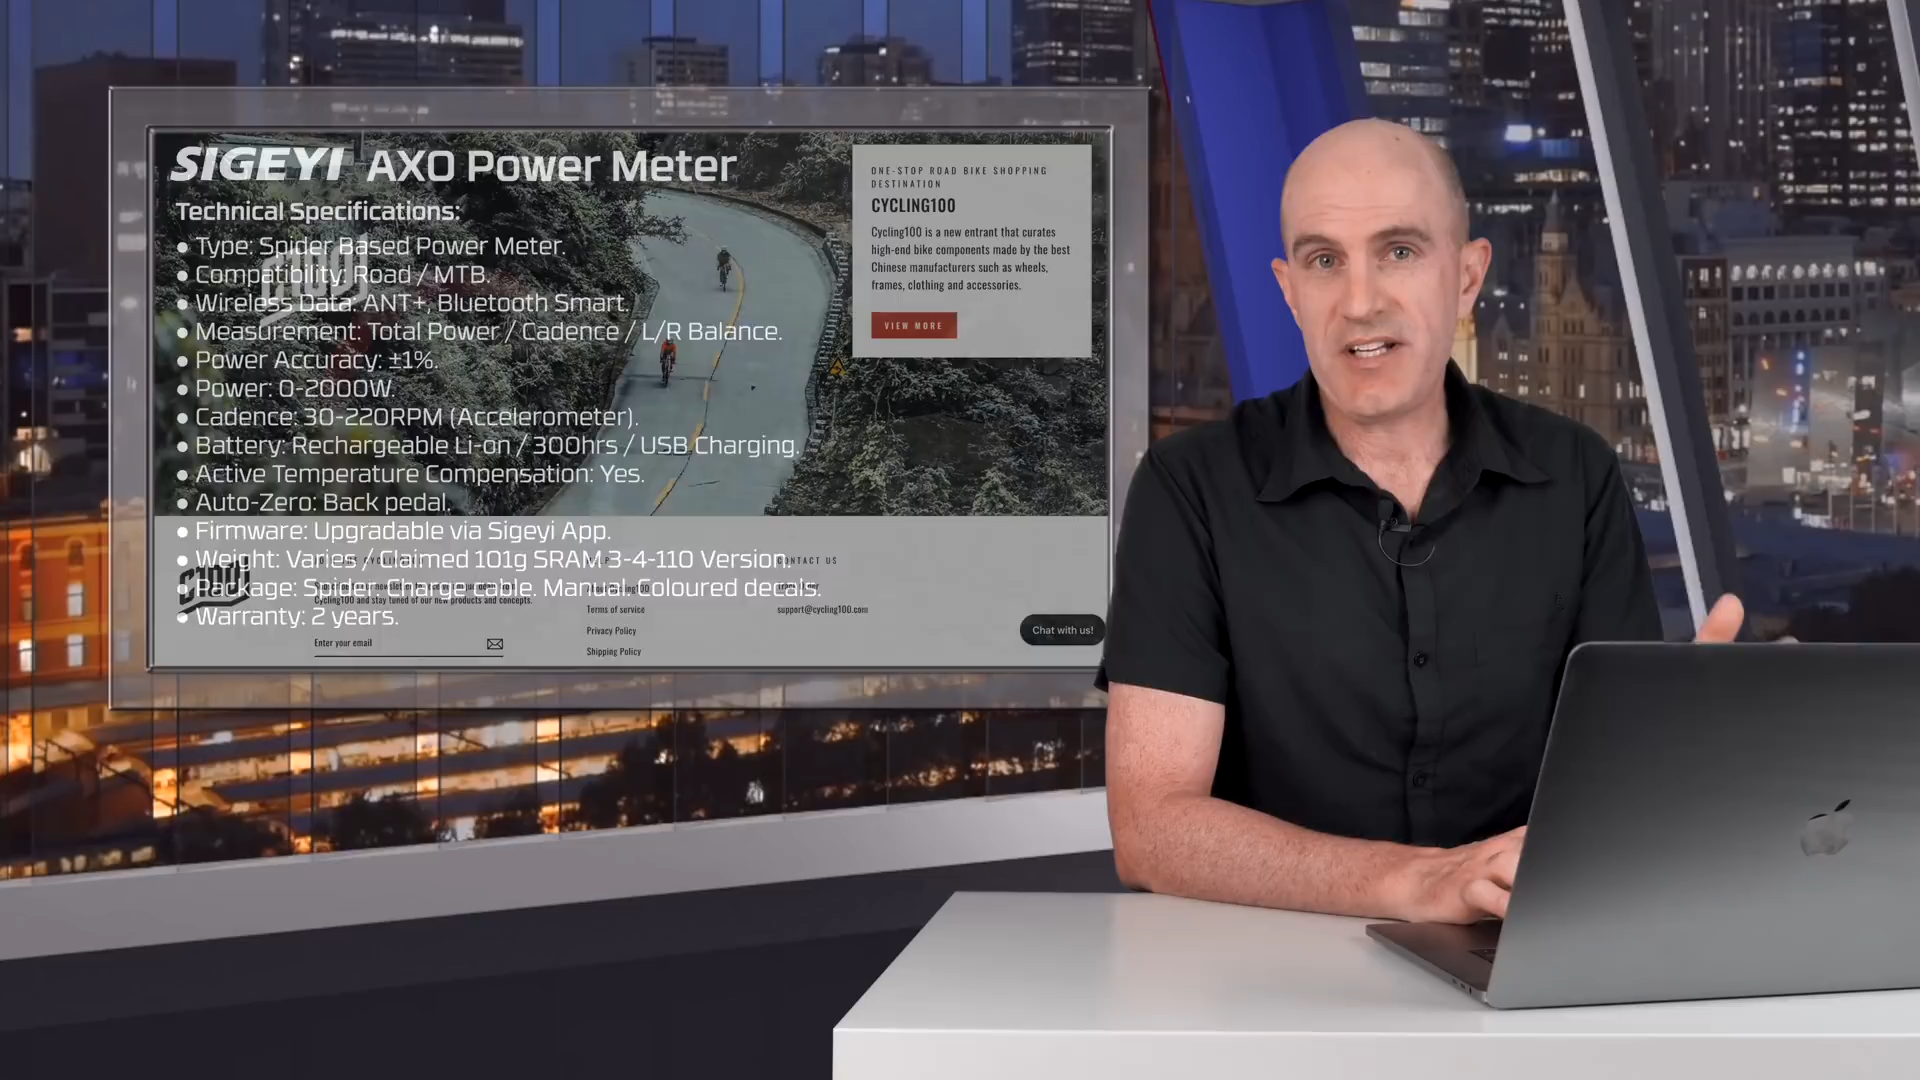 SIGEYI AXO Power Meter
Technical Specifications:
● Type: Spider Based Power Meter.
● Compatibility: Road / MTB.
● Wireless Data: ANT+, Bluetooth Smart.
● Measurement: Total Power / Cadence / L/R Balance.
● Power Accuracy: ±1%.
● Power: 0-2000W.
● Cadence: 30-220RPM (Accelerometer).
● Battery: Rechargeable Li-on / 300hrs / USB Charging.
● Active Temperature Compensation: Yes.
● Auto-Zero: Back pedal.
● Firmware: Upgradable via Sigeyi App.
● Weight: Varies / Claimed 101g SRAM 3-4-110 Version.
● Package: Spider. Charge cable. Manual. Coloured decals.
● Warranty: 2 years.
ONE-STOP ROAD BIKE SHOPPING
DESTINATION
CYCLING100
Cycling100 is a new entrant that curates
high-end bike components made by the best
Chinese manufacturers such as wheels,
frames, clothing and accessories.
VIEW MORE
C100
CONTACT US
Cycling100 and stay tuned of our new products and concepts.
Enter your email
Terms of service
Privacy Policy
Shipping Policy
support@cycling100.com
Chat with us!